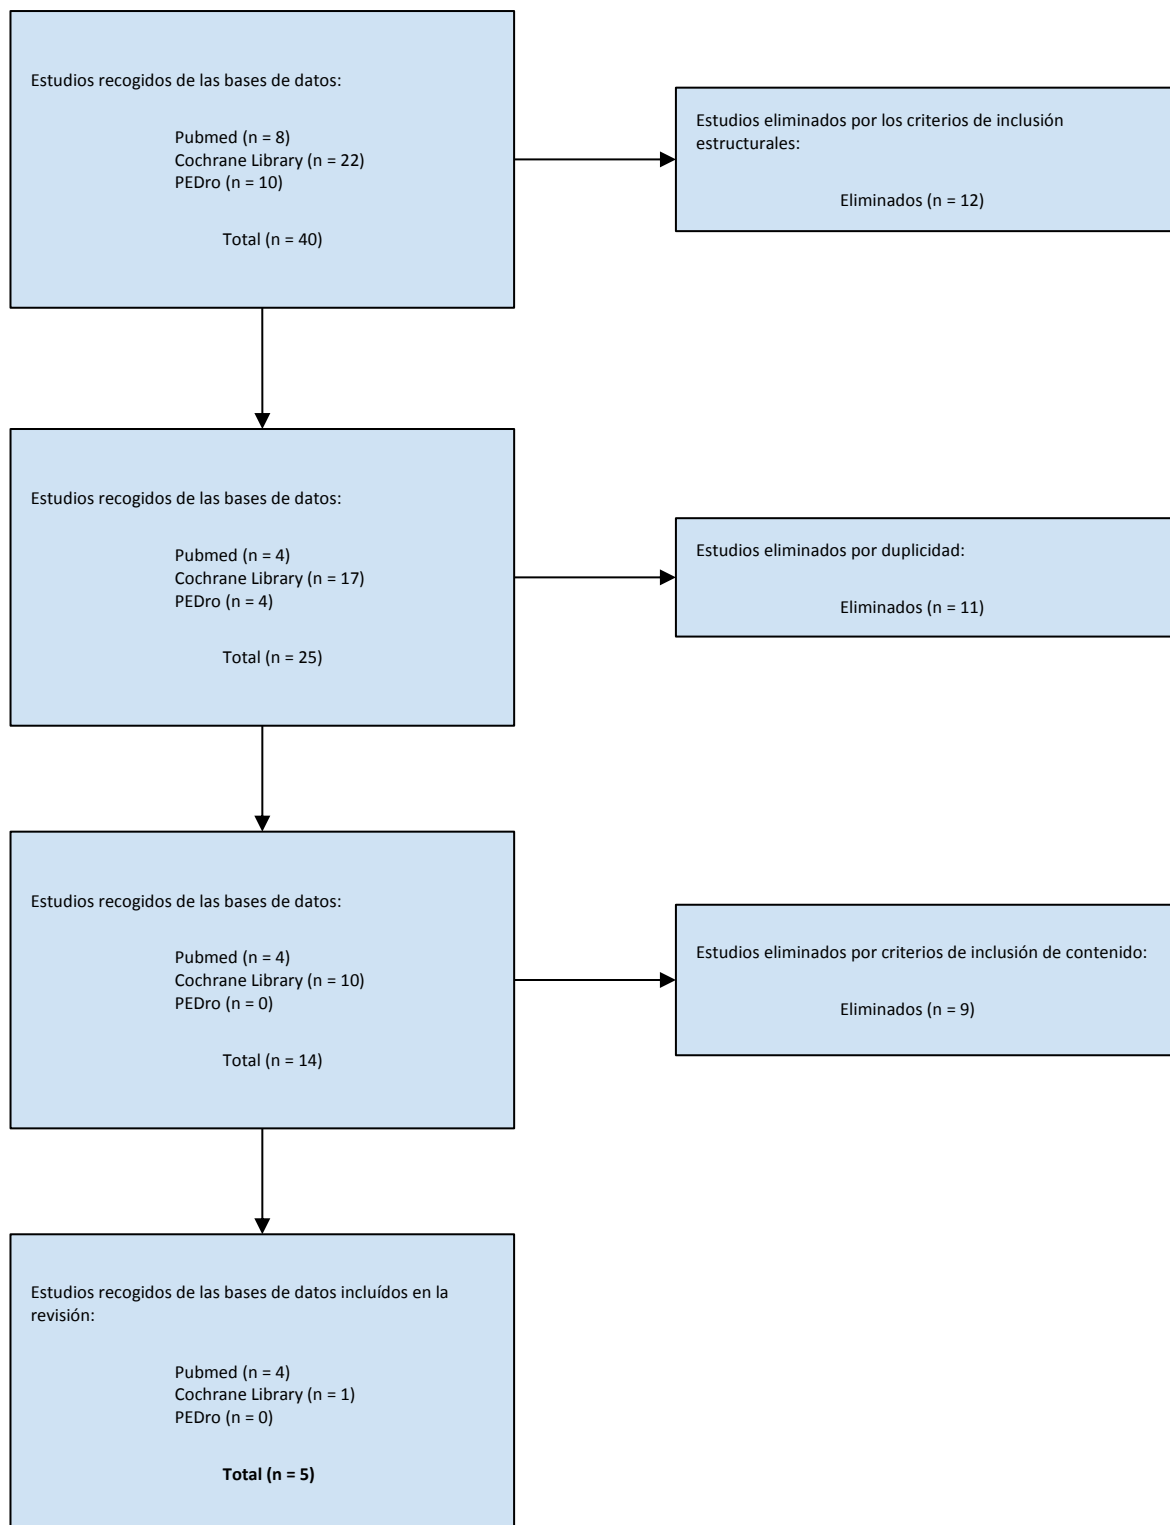 Estudios recogidos de las bases de datos:
Pubmed (n = 8)
Cochrane Library (n = 22)
PEDro (n = 10)
Total (n = 40)
Estudios eliminados por los criterios de inclusión
estructurales:
Eliminados (n = 12)
Estudios recogidos de las bases de datos:
Pubmed (n = 4)
Cochrane Library (n = 17)
PEDro (n = 4)
Total (n = 25)
Estudios eliminados por duplicidad:
Eliminados (n = 11)
Estudios recogidos de las bases de datos:
Pubmed (n = 4)
Cochrane Library (n = 10)
PEDro (n = 0)
Total (n = 14)
Estudios eliminados por criterios de inclusión de contenido:
Eliminados (n = 9)
Estudios recogidos de las bases de datos incluídos en la
revisión:
Pubmed (n = 4)
Cochrane Library (n = 1)
PEDro (n = 0)
Total (n = 5)